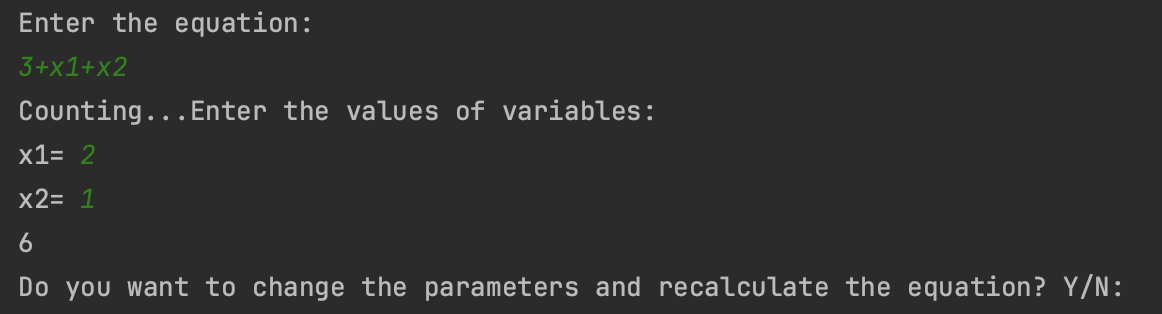 Enter the equation:
3+x1+x2
Counting...Enter the values of variables:
x1= 2
x2= 1
6
Do you want to change the parameters and recalculate the equation? Y/N: